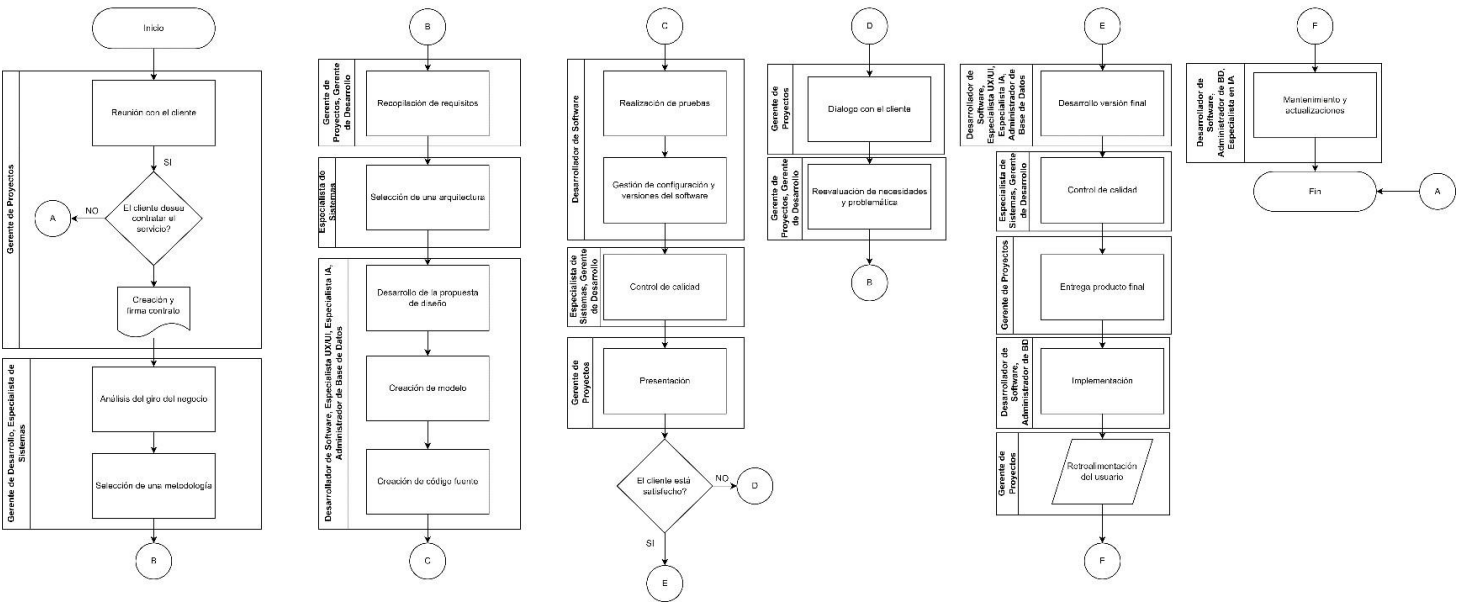 Inicio
Gerente de Proyectos
Reunión con el cliente
SI
El cliente desea
contratar el
servicio?
NO
A
Creación y
firma contrato
Gerente de Desarrollo, Especialista de
Sistemas
Análisis del giro del negocio
Selección de una metodología
B
B
Gerente de
Proyectos, Gerente
de Desarrollo
Recopilación de requisitos
Especialista de
Sistemas
Selección de una arquitectura
Desarrollador de Software, Especialista UX/UI, Especialista IA,
Administrador de Base de Datos
Desarrollo de la propuesta
de diseño
Creación de modelo
Creación de código fuente
C
C
Desarrollador de Software
Realización de pruebas
Gestión de configuración y
versiones del software
Especialista de
Sistemas, Gerente
de Desarrollo
Control de calidad
Gerente de
Proyectos
Presentación
El cliente está
satisfecho?
NO
D
SI
E
D
Gerente de
Proyectos
Dialogo con el cliente
Gerente de
Proyectos, Gerente
de Desarrollo
Reevaluación de necesidades
y problemática
B
E
Desarrollador de
Software,
Especialista UX/UI,
Especialista IA,
Administrador de
Base de Datos
Desarrollo versión final
Especialista de
Sistemas, Gerente
de Desarrollo
Control de calidad
Gerente de Proyectos
Entrega producto final
Desarrollador de
Software,
Administrador de BD
Implementación
Gerente de
Proyectos
Retroalimentación
del usuario
F
F
Desarrollador de
Software,
Administrador de BD,
Especialista en IA
Mantenimiento y
actualizaciones
Fin
A